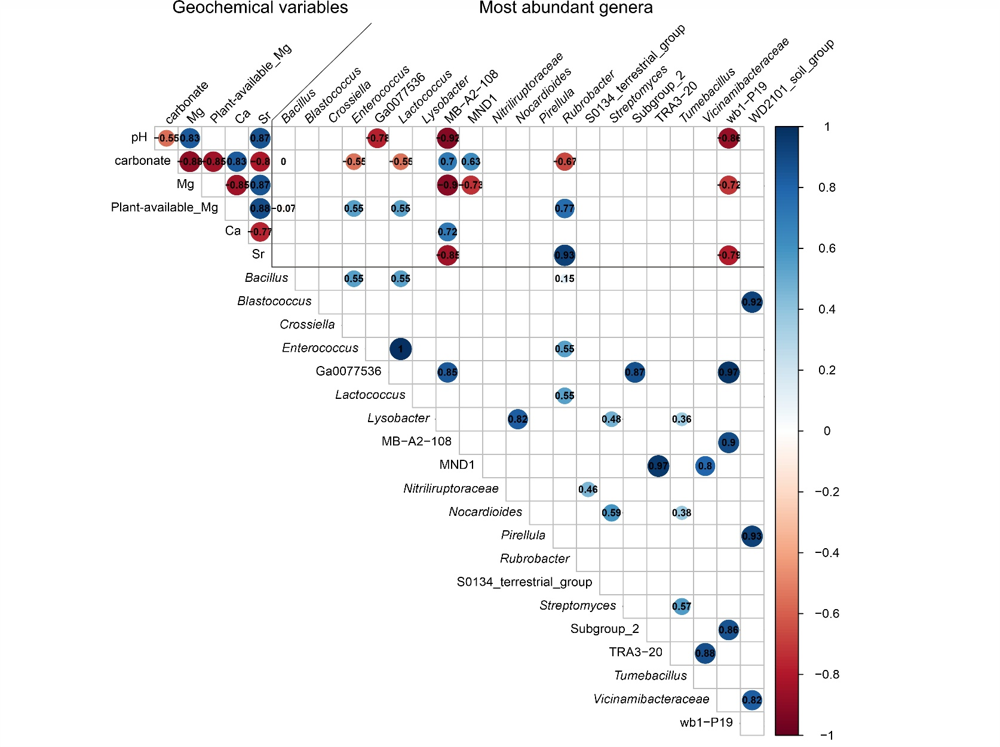 Geochemical variables Most abundant genera
carbonate Mg Plant-available_Mg Ca Sr Bacillus Blastococcus Crossiella Enterococcus Ga0077536 Lactococcus Lysobacter MB-A2-108 MND1 Nitriliruptoraceae Nocardioides Pirellula Rubrobacter S0134_terrestrial_group Streptomyces Subgroup_2 TRA3-20 Tumebacillus Vicinamibacteraceae wb1-P19 WD2101_soil_group
pH −0.55 0.83 0.87 −0.78 −0.92 −0.86
carbonate −0.88 −0.85 0.83 −0.8 0 −0.55 −0.55 0.7 0.63 −0.67
Mg −0.85 0.87 −0.9 −0.73 −0.72
Plant-available_Mg 0.88 −0.07 0.55 0.55 0.77
Ca −0.77 0.72
Sr −0.85 0.93 −0.79
Bacillus 0.55 0.55 0.15
Blastococcus 0.92
Crossiella
Enterococcus 1 0.55
Ga0077536 0.85 0.87 0.97
Lactococcus 0.55
Lysobacter 0.82 0.48 0.36
MB−A2−108 0.9
MND1 0.97 0.8
Nitriliruptoraceae 0.46
Nocardioides 0.59 0.38
Pirellula 0.93
Rubrobacter
S0134_terrestrial_group
Streptomyces 0.57
Subgroup_2 0.86
TRA3−20 0.88
Tumebacillus
Vicinamibacteraceae 0.82
wb1−P19
1
0.8
0.6
0.4
0.2
0
−0.2
−0.4
−0.6
−0.8
−1